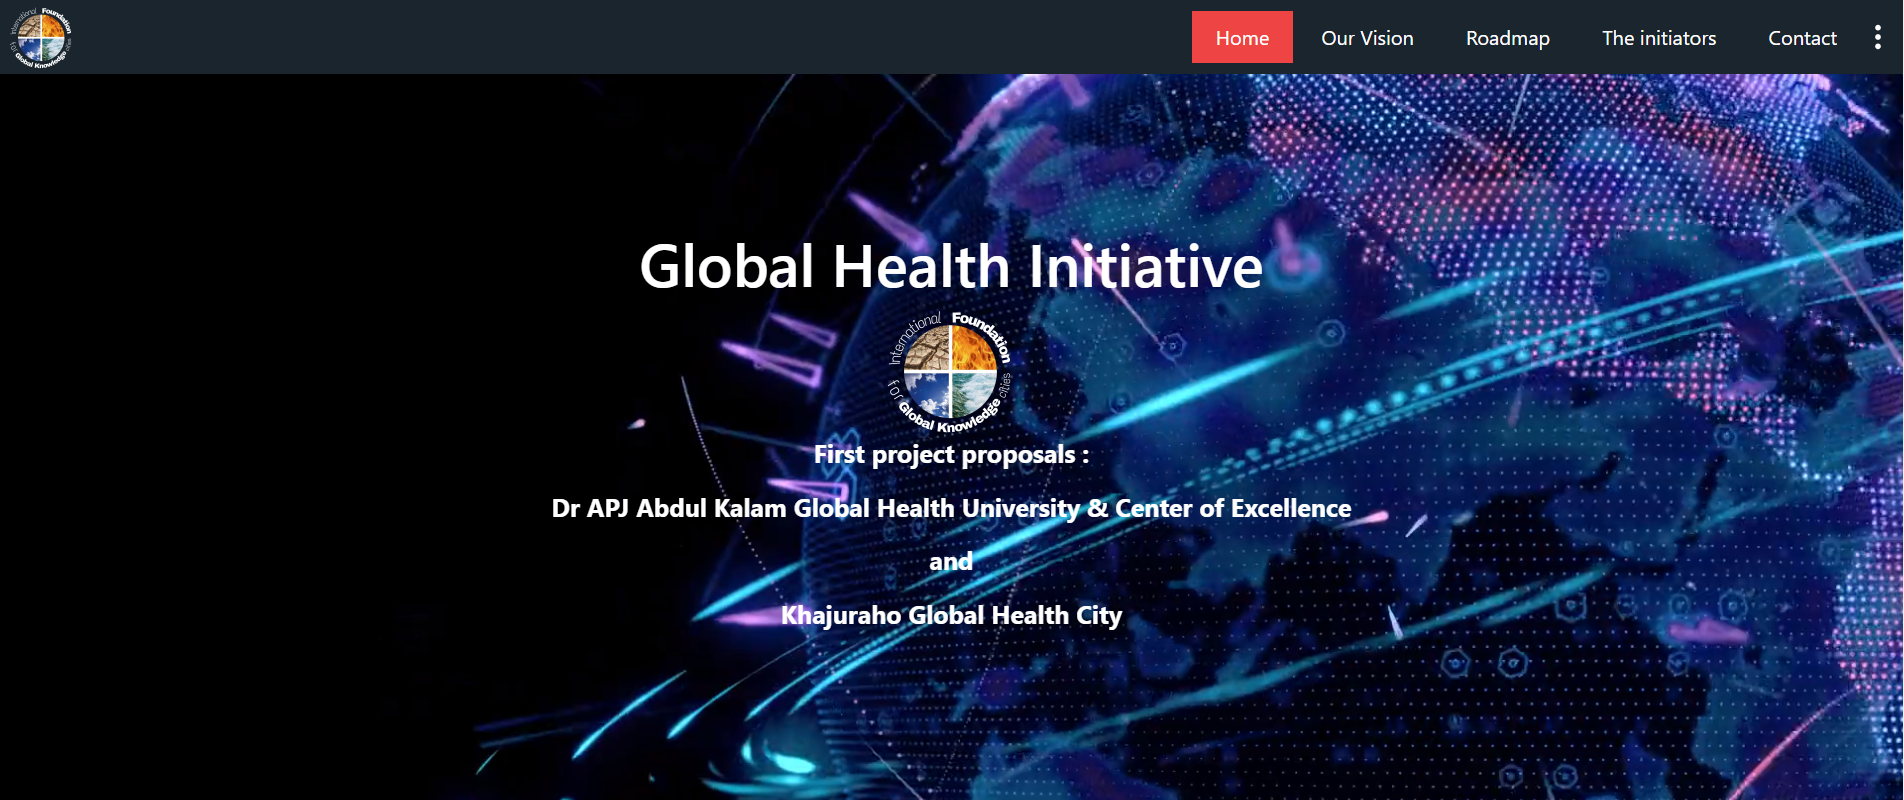 International Foundation
for Global Knowledge cities
Home
Our Vision
Roadmap
The initiators
Contact
Global Health Initiative
International Foundation
for Global Knowledge cities
First project proposals :
Dr APJ Abdul Kalam Global Health University & Center of Excellence
and
Khajuraho Global Health City